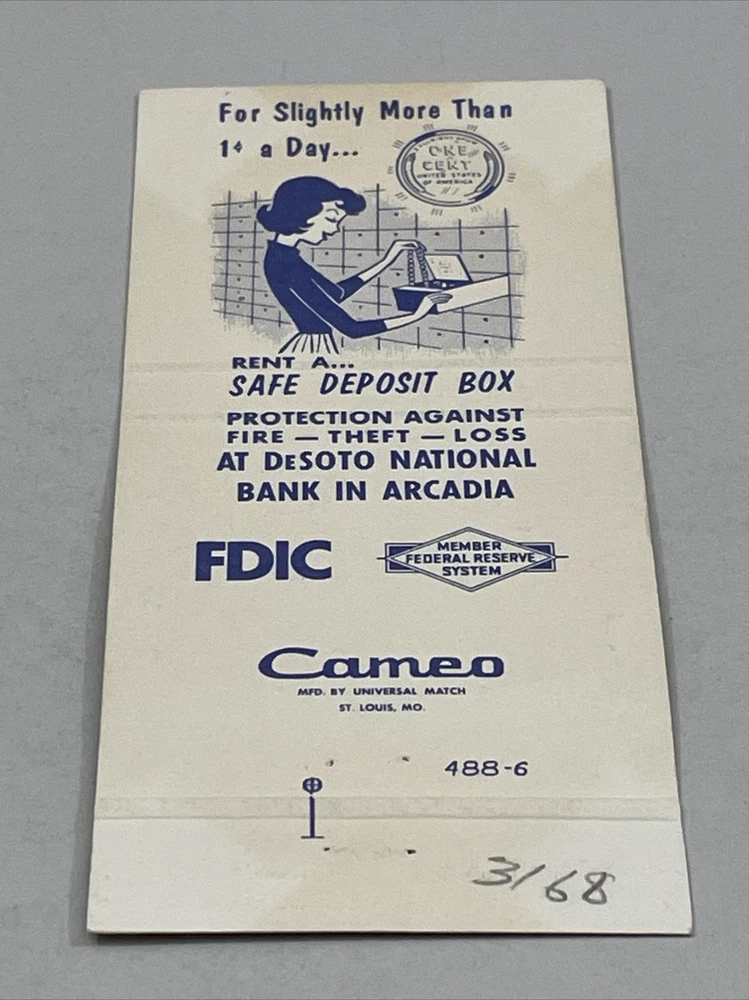 For Slightly More Than
1¢ a Day...
ONE
CENT
UNITED STATES
OF AMERICA
RENT A...
SAFE DEPOSIT BOX
PROTECTION AGAINST
FIRE — THEFT — LOSS
AT DeSOTO NATIONAL
BANK IN ARCADIA
FDIC
MEMBER
FEDERAL RESERVE
SYSTEM
Cameo
MFD. BY UNIVERSAL MATCH
ST. LOUIS, MO.
488-6
3/68